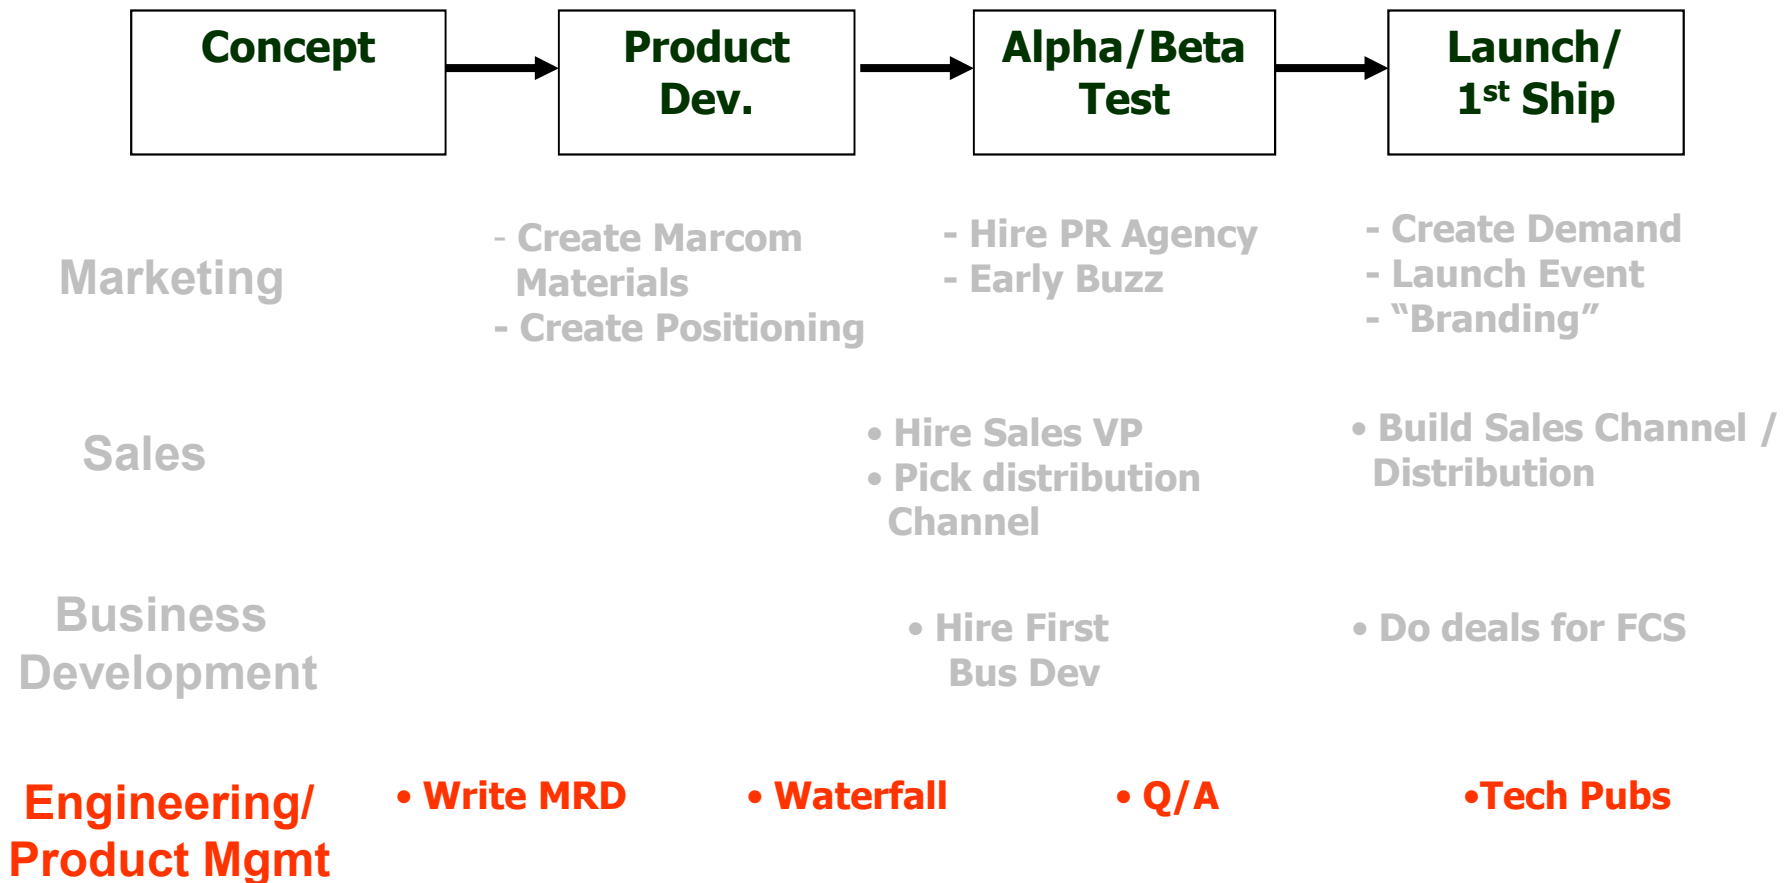 Concept
Product
Dev.
Alpha/Beta
Test
Launch/
1st Ship
Marketing
- Create Marcom
Materials
- Create Positioning
- Hire PR Agency
- Early Buzz
- Create Demand
- Launch Event
- “Branding”
Sales
• Hire Sales VP
• Pick distribution
Channel
• Build Sales Channel /
Distribution
Business
Development
• Hire First
Bus Dev
• Do deals for FCS
Engineering/
Product Mgmt
• Write MRD
• Waterfall
• Q/A
•Tech Pubs